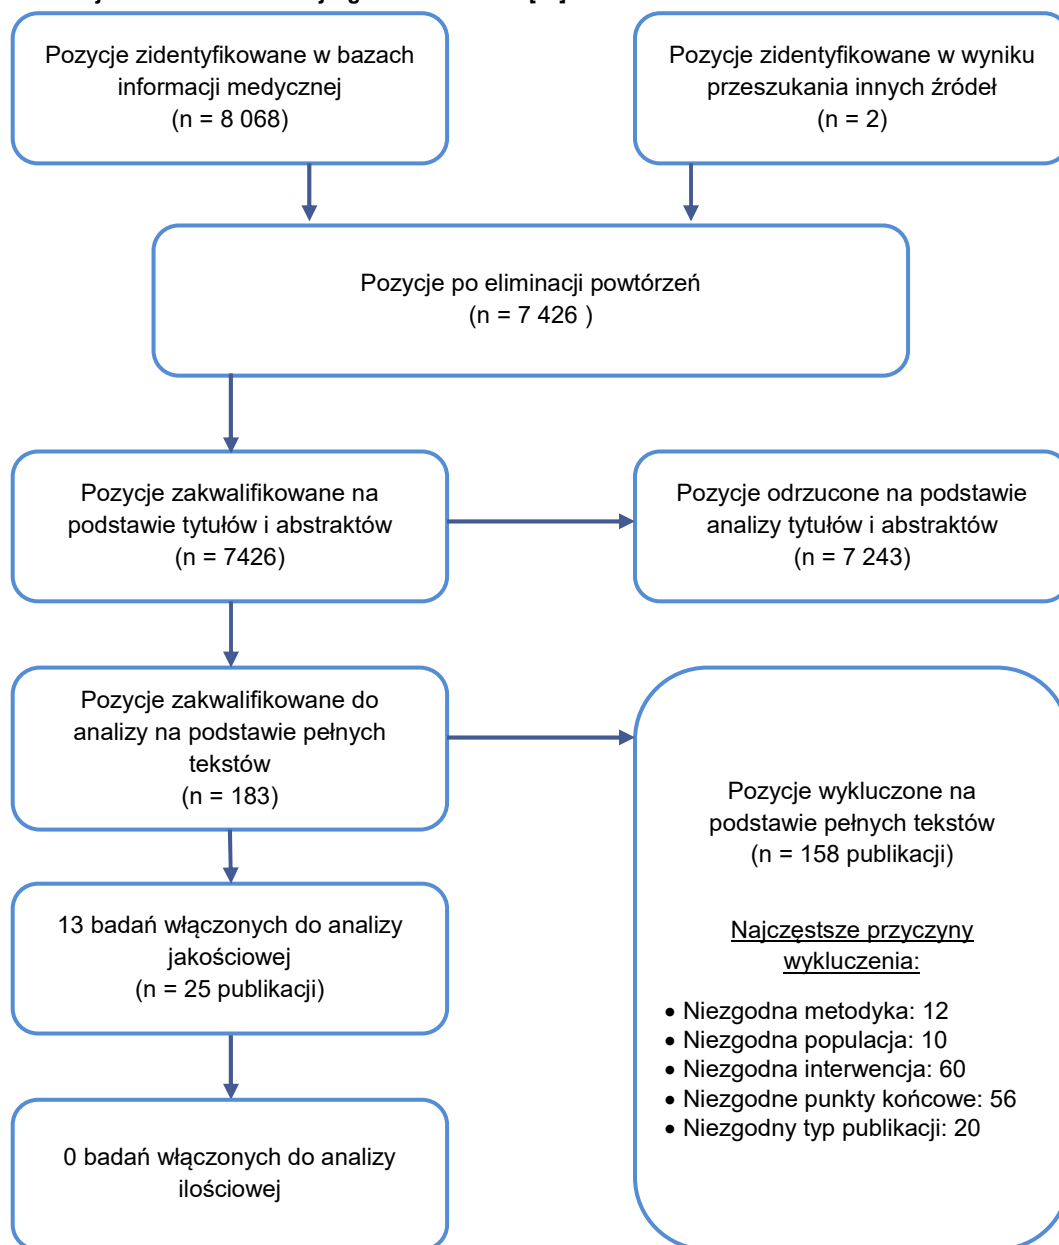 Pozycje zidentyfikowane w bazach
informacji medycznej
(n = 8 068)
Pozycje zidentyfikowane w wyniku
przeszukania innych źródeł
(n = 2)
Pozycje po eliminacji powtórzeń
(n = 7 426 )
Pozycje zakwalifikowane na
podstawie tytułów i abstraktów
(n = 7426)
Pozycje odrzucone na podstawie
analizy tytułów i abstraktów
(n = 7 243)
Pozycje zakwalifikowane do
analizy na podstawie pełnych
tekstów
(n = 183)
Pozycje wykluczone na
podstawie pełnych tekstów
(n = 158 publikacji)
Najczęstsze przyczyny
wykluczenia:
• Niezgodna metodyka: 12
• Niezgodna populacja: 10
• Niezgodna interwencja: 60
• Niezgodne punkty końcowe: 56
• Niezgodny typ publikacji: 20
13 badań włączonych do analizy
jakościowej
(n = 25 publikacji)
0 badań włączonych do analizy
ilościowej